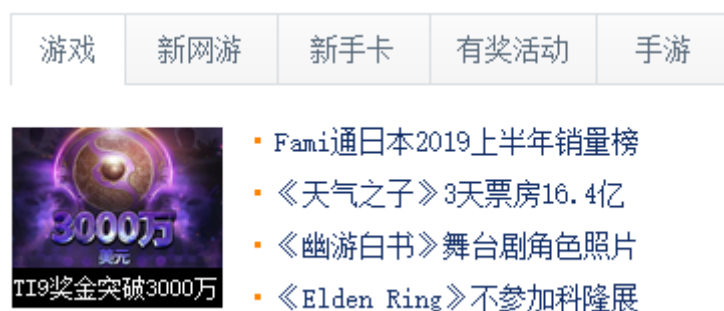 游戏 新网游 新手卡 有奖活动 手游
3000万
美元
TI9奖金突破3000万
Fami通日本2019上半年销量榜
《天气之子》3天票房16.4亿
《幽游白书》舞台剧角色照片
《Elden Ring》不参加科隆展